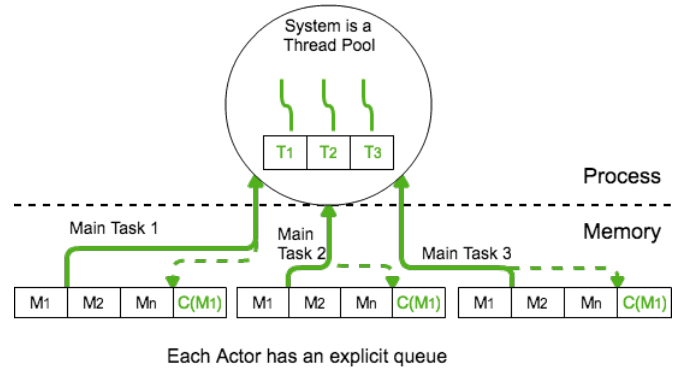 System is a
Thread Pool
T1 T2 T3
Process
Main Task 1
Main
Task 2
Main Task 3
Memory
M1 M2 Mn C(M1) M1 M2 Mn C(M1) M1 M2 Mn C(M1)
Each Actor has an explicit queue